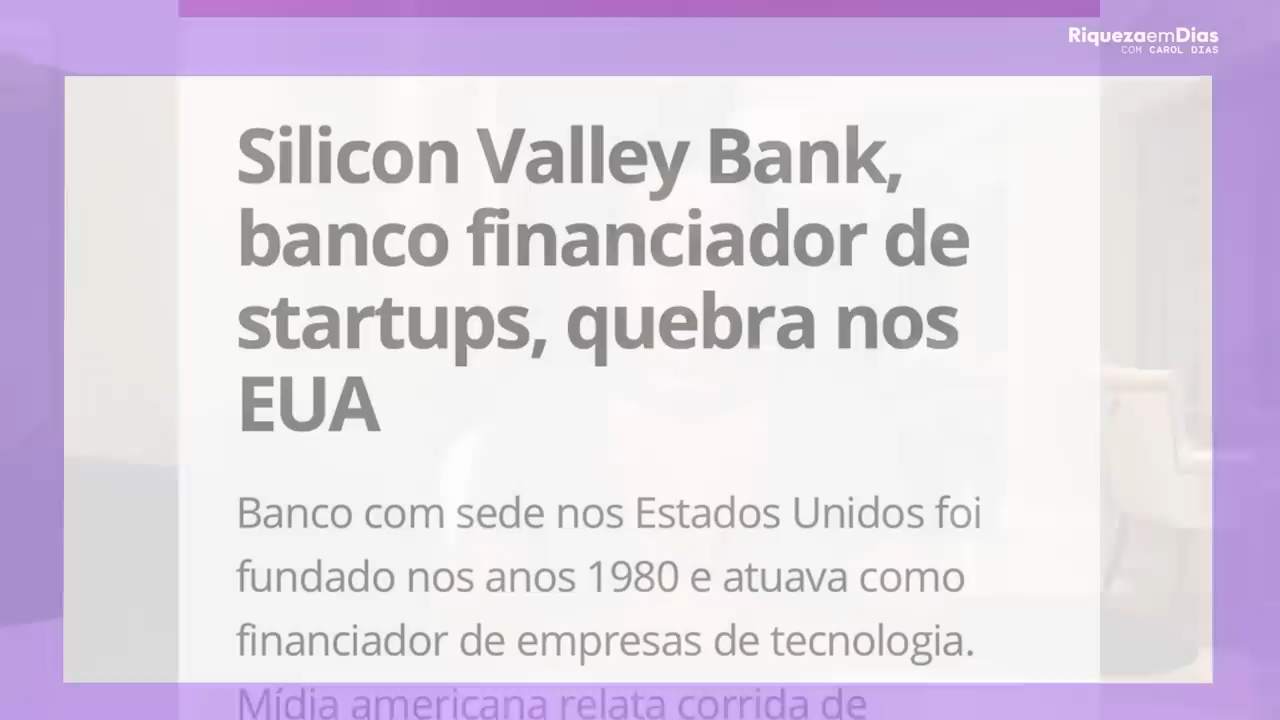 RiquezaemDias
COM CAROL DIAS
Silicon Valley Bank,
banco financiador de
startups, quebra nos
EUA
Banco com sede nos Estados Unidos foi
fundado nos anos 1980 e atuava como
financiador de empresas de tecnologia.
Mídia americana relata corrida de